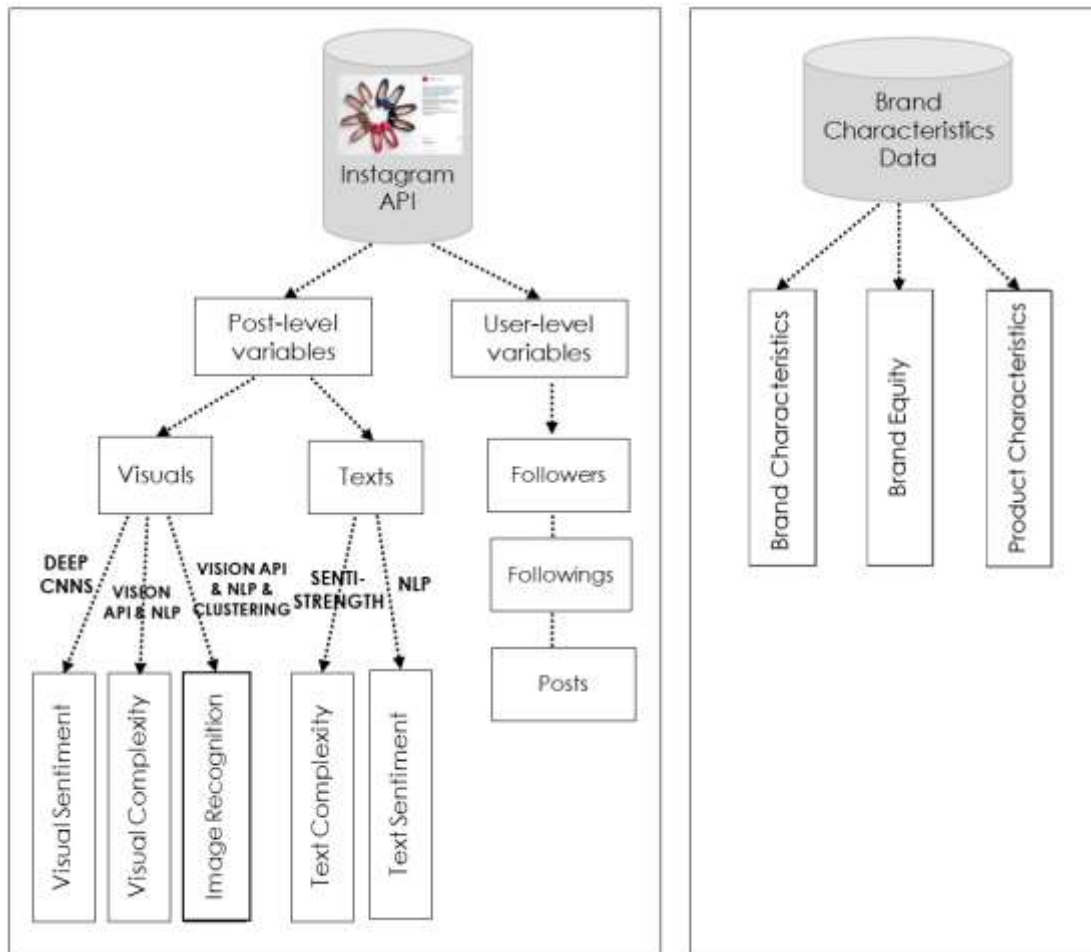 Instagram
API
Post-level
variables
User-level
variables
Visuals
Texts
Followers
Followings
Posts
DEEP
CNNS
VISION
API & NLP
VISION API
& NLP &
CLUSTERING
SENTI-
STRENGTH
NLP
Visual Sentiment
Visual Complexity
Image Recognition
Text Complexity
Text Sentiment
Brand
Characteristics
Data
Brand Characteristics
Brand Equity
Product Characteristics